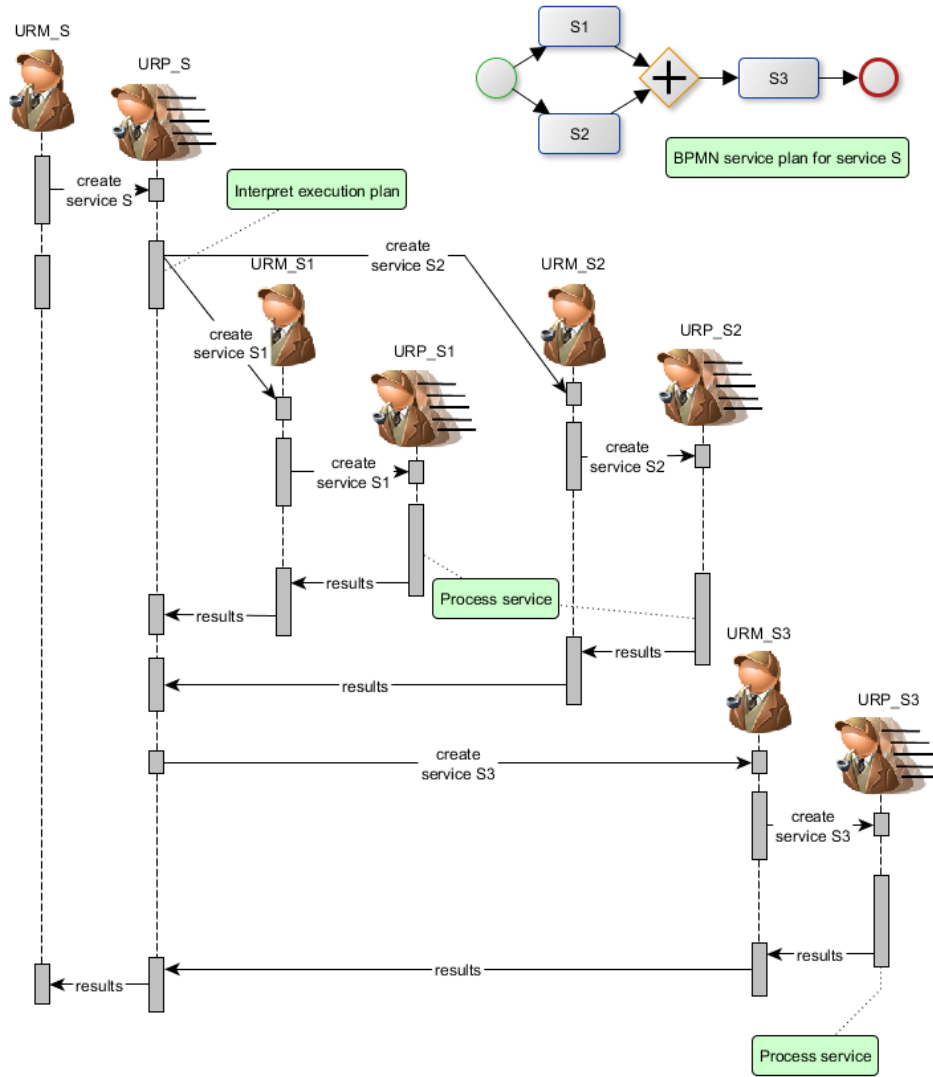 URM_S
URP_S
S1
S2
S3
BPMN service plan for service S
create
service S
Interpret execution plan
create
service S2
URM_S1
URM_S2
create
service S1
URP_S1
URP_S2
create
service S1
create
service S2
results
results
Process service
results
results
URM_S3
URP_S3
create
service S3
create
service S3
results
results
results
Process service